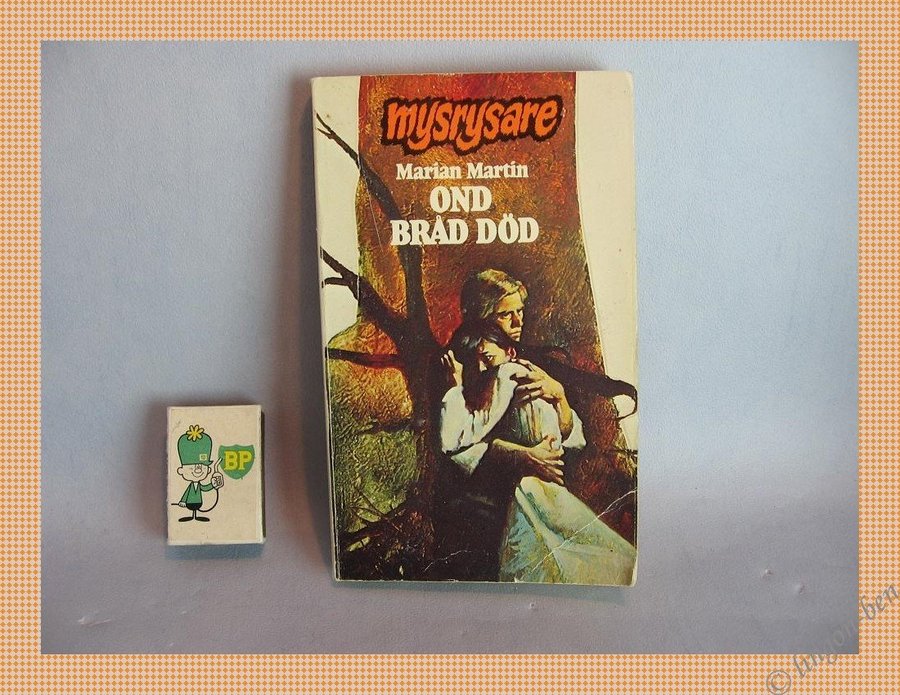 mysrysare
Marian Martin
OND
BRÅD DÖD
BP